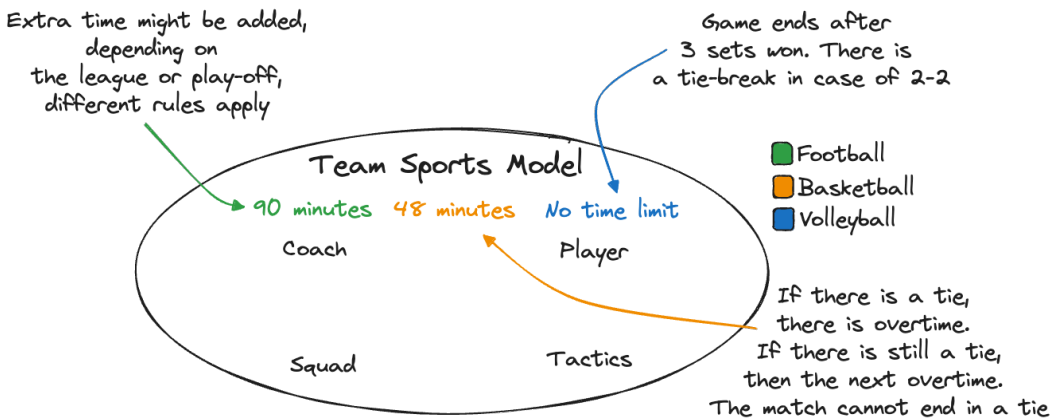 Extra time might be added,
depending on
the league or play-off,
different rules apply
Game ends after
3 sets won. There is
a tie-break in case of 2-2
Team Sports Model
90 minutes
48 minutes
No time limit
Coach
Player
Squad
Tactics
Football
Basketball
Volleyball
If there is a tie,
there is overtime.
If there is still a tie,
then the next overtime.
The match cannot end in a tie